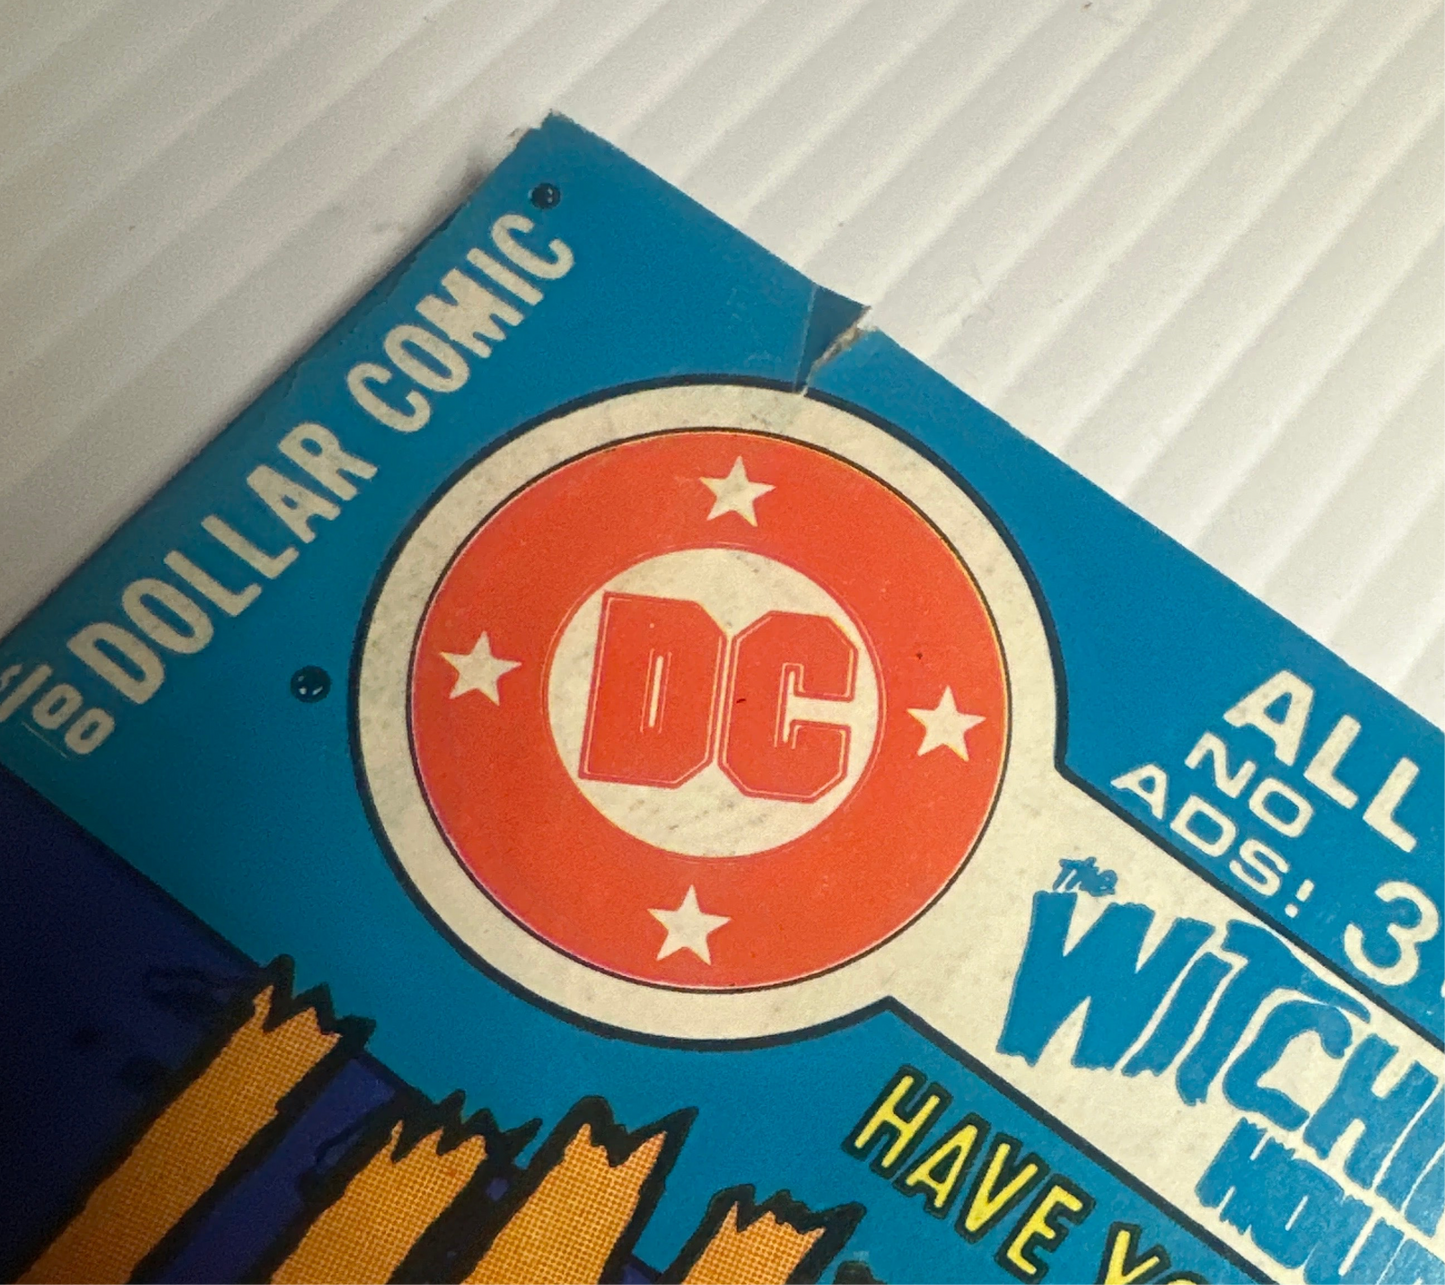 $1.00 DOLLAR COMIC
DC
ALL
NO
ADS!
The
WITCHI
HAVE